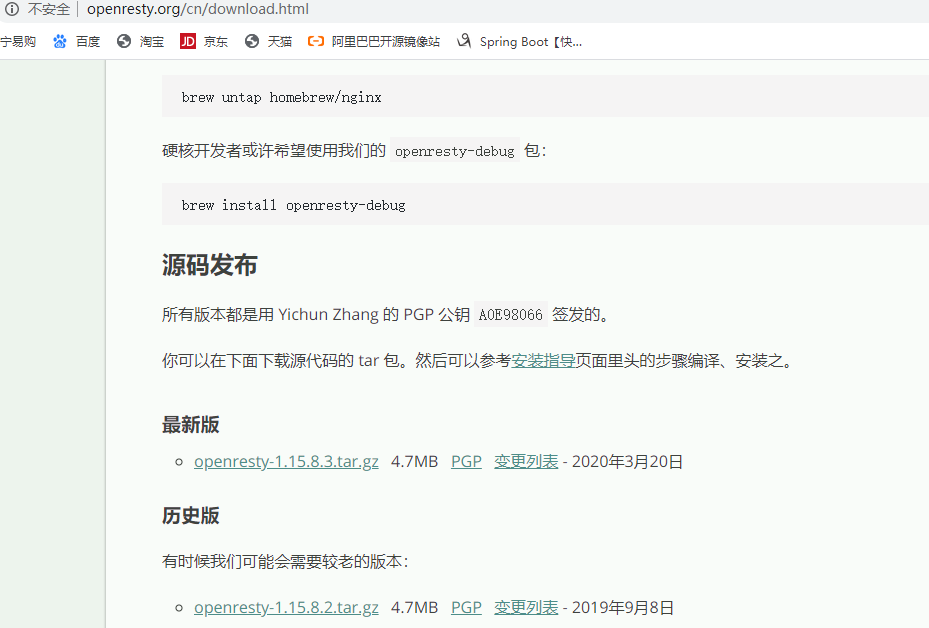 不安全 openresty.org/cn/download.html
宁易购 百度 淘宝 JD 京东 天猫 阿里巴巴开源镜像站 Spring Boot【快...
brew untap homebrew/nginx
硬核开发者或许希望使用我们的 openresty-debug 包：
brew install openresty-debug
源码发布
所有版本都是用 Yichun Zhang 的 PGP 公钥 A0E98066 签发的。
你可以在下面下载源代码的 tar 包。然后可以参考安装指导页面里头的步骤编译、安装之。
最新版
openresty-1.15.8.3.tar.gz 4.7MB PGP 变更列表 - 2020年3月20日
历史版
有时候我们可能会需要较老的版本：
openresty-1.15.8.2.tar.gz 4.7MB PGP 变更列表 - 2019年9月8日